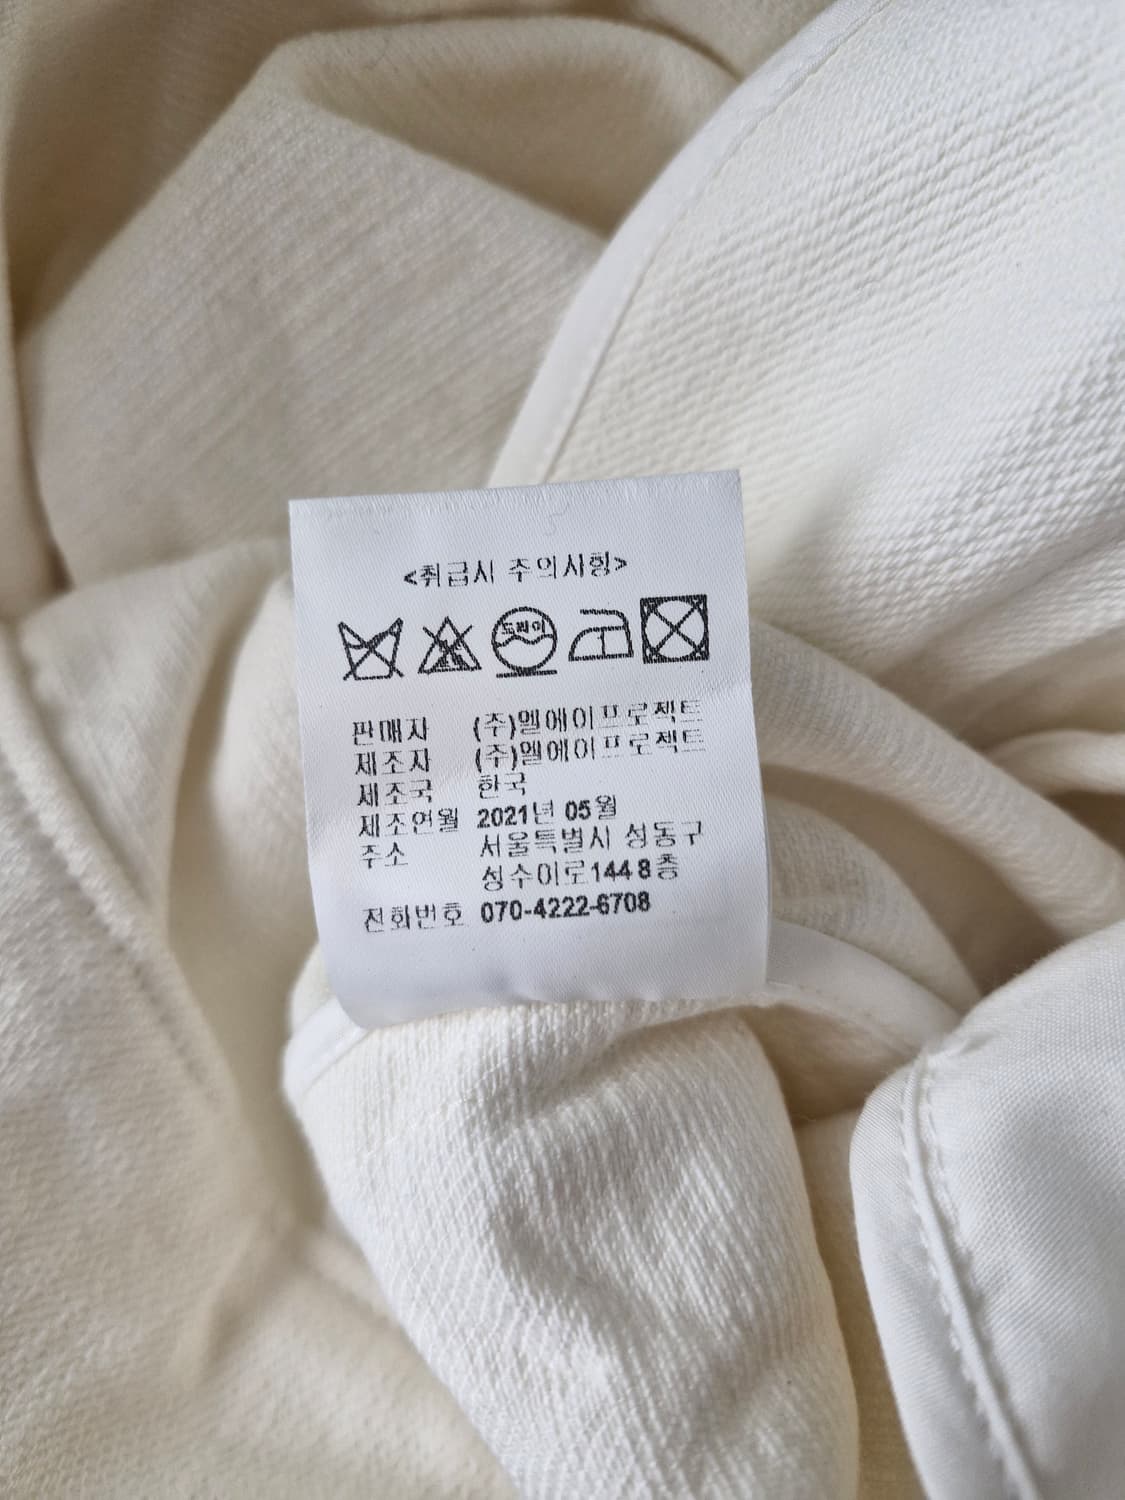 <취급시 주의사항>
드라이
판매자 (주)엘에이프로젝트
제조자 (주)엘에이프로젝트
제조국 한국
제조연월 2021년 05월
주소 서울특별시 성동구
성수이로144 8층
전화번호 070-4222-6708